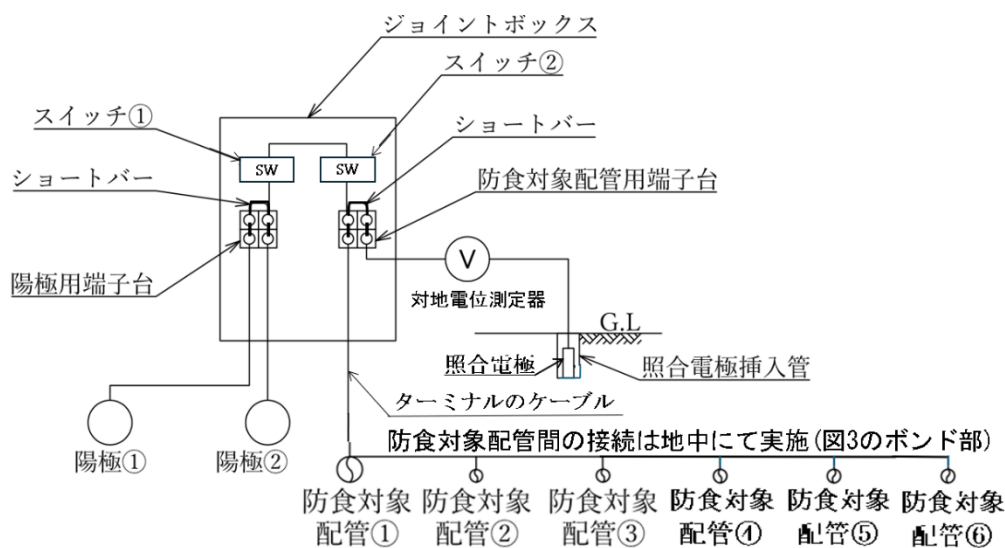 ジョイントボックス
スイッチ②
スイッチ①
ショートバー
SW
SW
ショートバー
防食対象配管用端子台
陽極用端子台
V
対地電位測定器
G.L
照合電極
照合電極挿入管
ターミナルのケーブル
防食対象配管間の接続は地中にて実施(図3のボンド部)
陽極①
陽極②
防食対象
配管①
防食対象
配管②
防食対象
配管③
防食対象
配管④
防食対象
配管⑤
防食対象
配管⑥